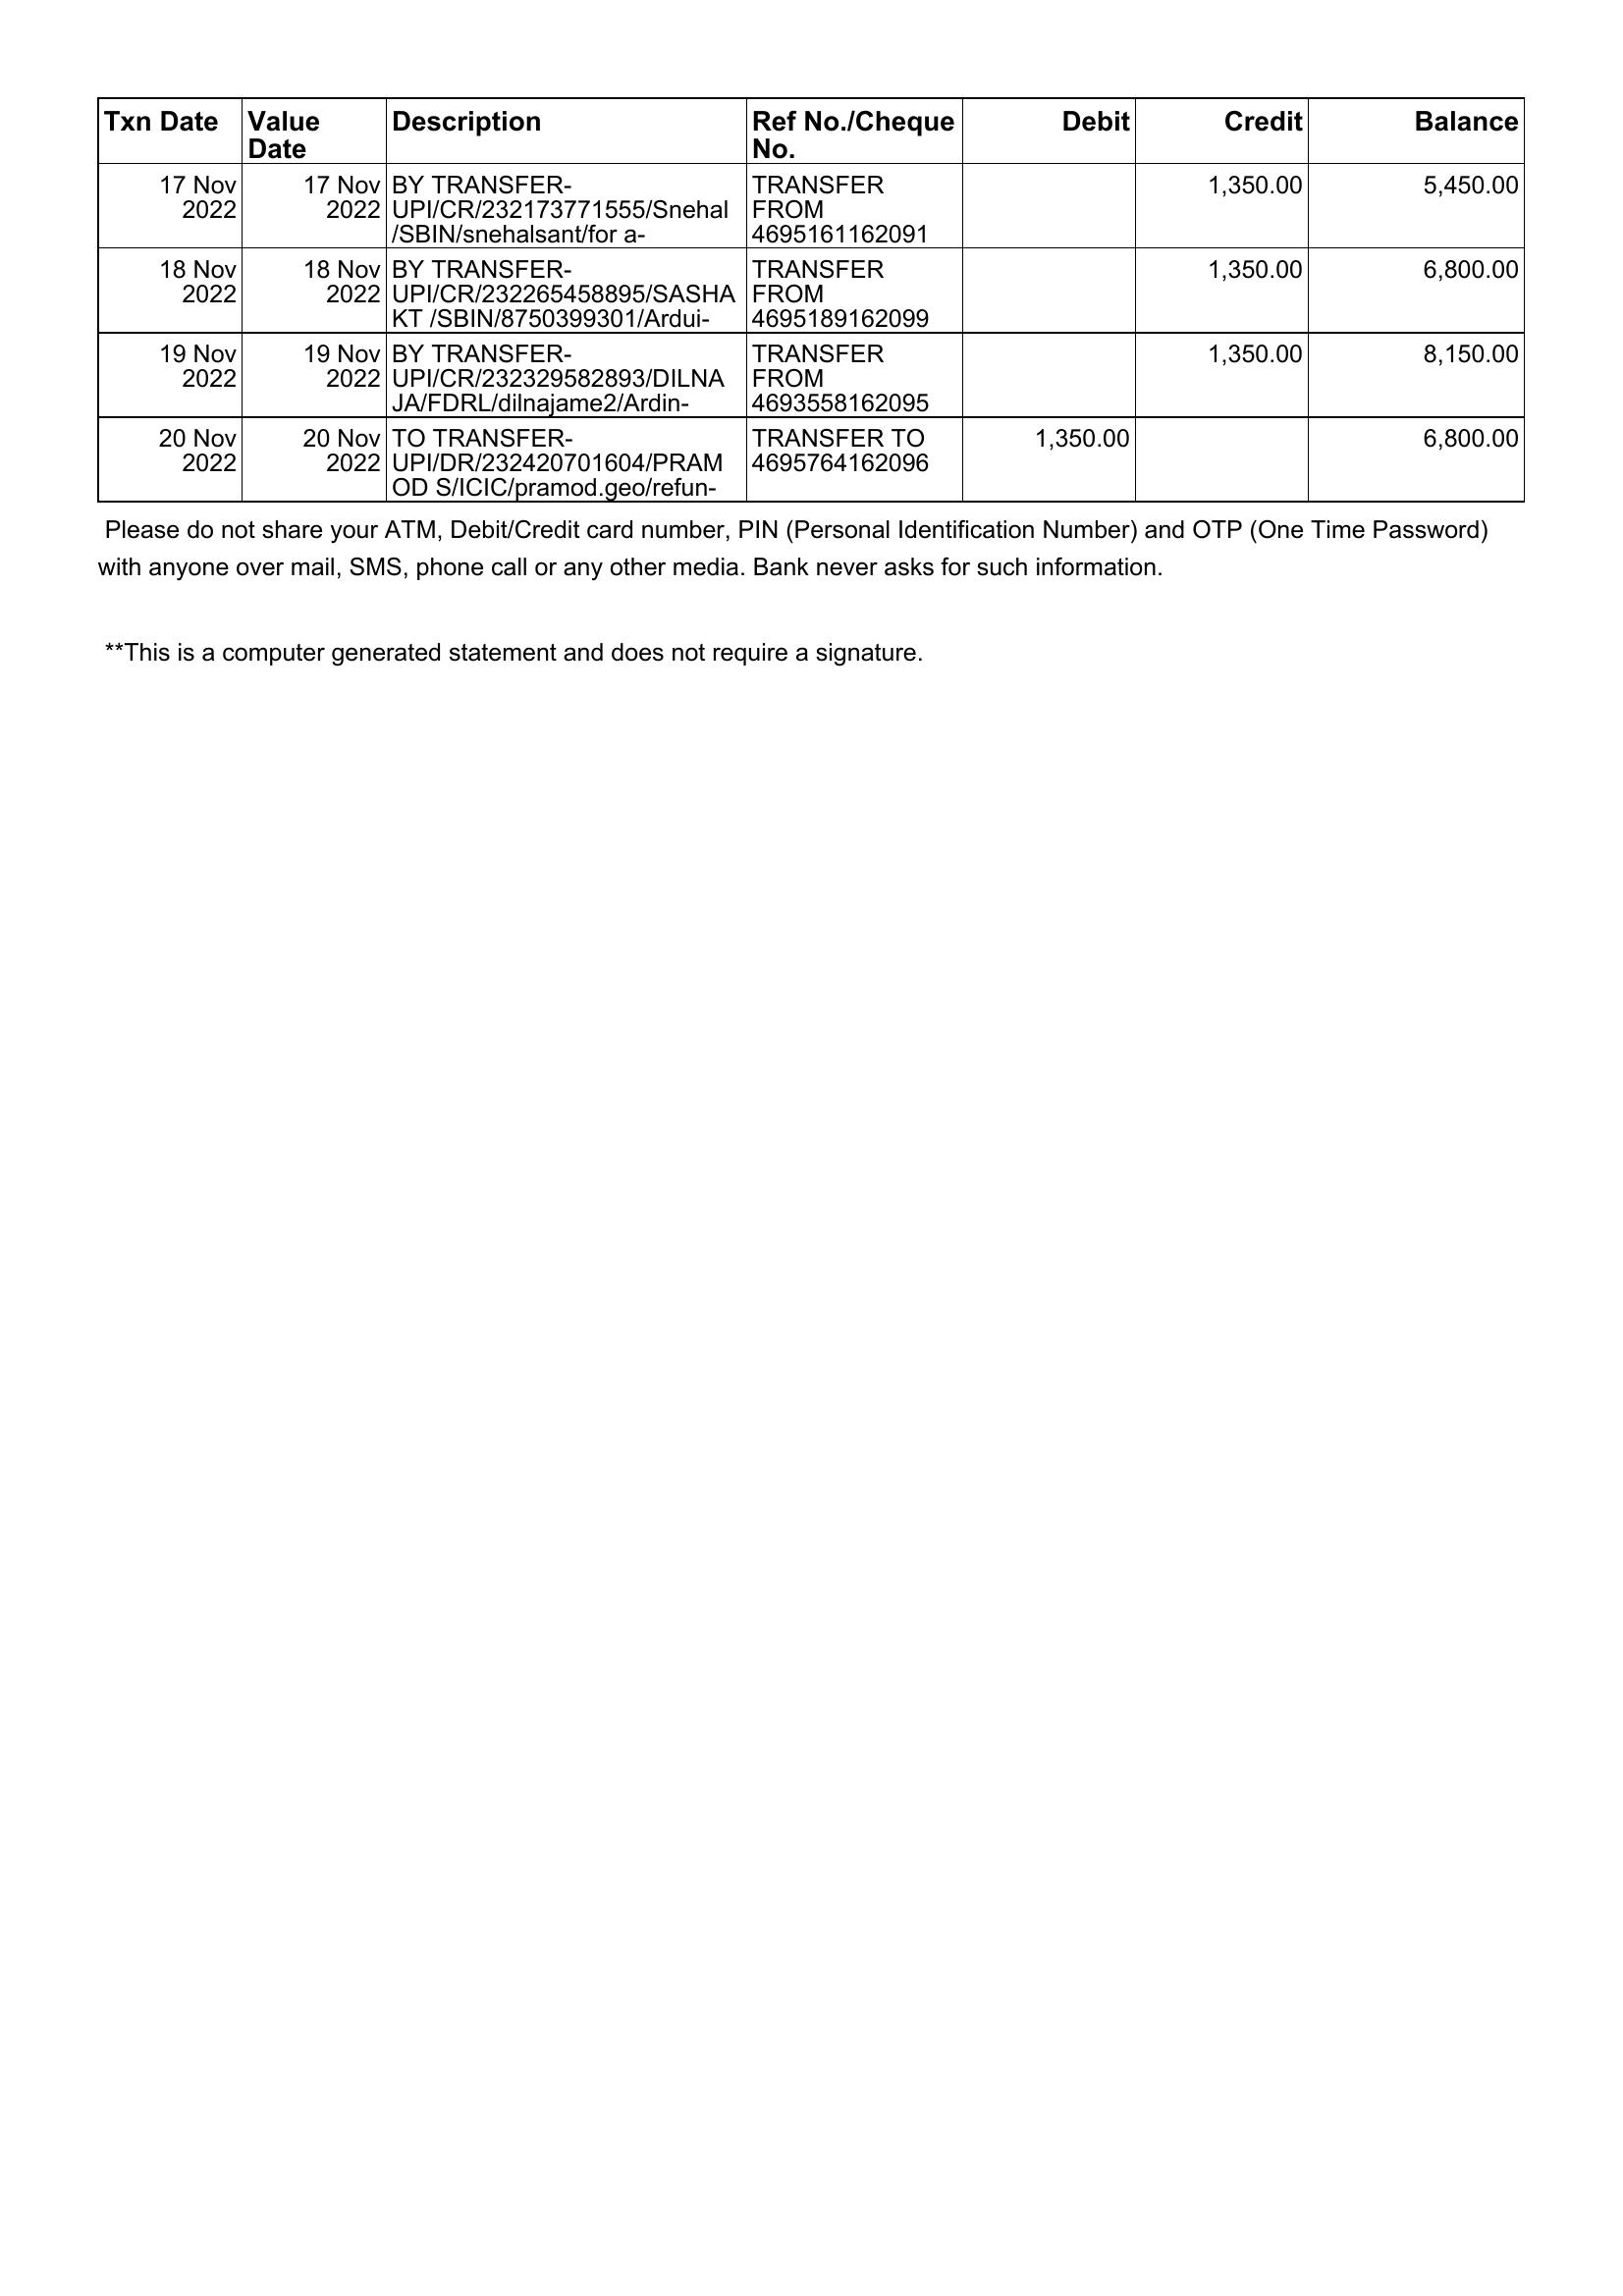 Txn Date Value Description Ref No./Cheque Debit Credit Balance
Date No.
17 Nov 17 Nov BY TRANSFER- TRANSFER 1,350.00 5,450.00
2022 2022 UPI/CR/232173771555/Snehal FROM
/SBIN/snehalsant/for a- 4695161162091
18 Nov 18 Nov BY TRANSFER- TRANSFER 1,350.00 6,800.00
2022 2022 UPI/CR/232265458895/SASHA FROM
KT /SBIN/8750399301/Ardui- 4695189162099
19 Nov 19 Nov BY TRANSFER- TRANSFER 1,350.00 8,150.00
2022 2022 UPI/CR/232329582893/DILNA FROM
JA/FDRL/dilnajame2/Ardin- 4693558162095
20 Nov 20 Nov TO TRANSFER- TRANSFER TO 1,350.00 6,800.00
2022 2022 UPI/DR/232420701604/PRAM 4695764162096
OD S/ICIC/pramod.geo/refun-
Please do not share your ATM, Debit/Credit card number, PIN (Personal Identification Number) and OTP (One Time Password)
with anyone over mail, SMS, phone call or any other media. Bank never asks for such information.
**This is a computer generated statement and does not require a signature.